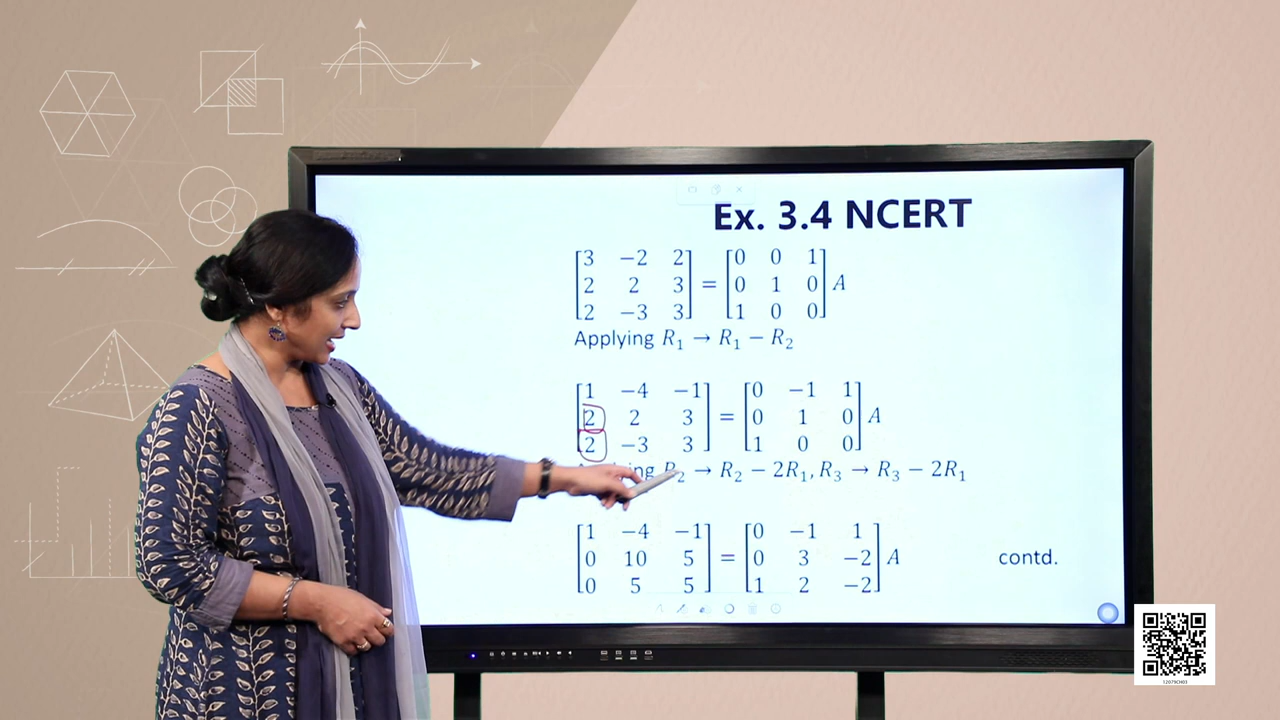 Ex. 3.4 NCERT
[3 −2 2]   [0 0 1]
[2 2 3] = [0 1 0] A
[2 −3 3]   [1 0 0]
Applying R₁ → R₁ − R₂
[1 −4 −1]   [0 −1 1]
[2 2 3] = [0 1 0] A
[2 −3 3]   [1 0 0]
R₂ → R₂ − 2R₁, R₃ → R₃ − 2R₁
[1 −4 −1]   [0 −1 1]
[0 10 5] = [0 3 −2] A
[0 5 5]   [1 2 −2]
contd.
12079CH03